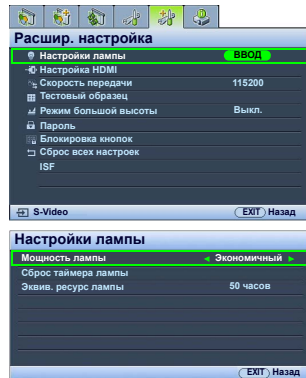 Расшир. настройка
Настройки лампы ВВОД
Настройка HDMI
Скорость передачи 115200
Тестовый образец
Режим большой высоты Выкл.
Пароль
Блокировка кнопок
Сброс всех настроек
ISF
S-Video EXIT Назад
Настройки лампы
Мощность лампы Экономичный
Сброс таймера лампы
Эквив. ресурс лампы 50 часов
EXIT Назад